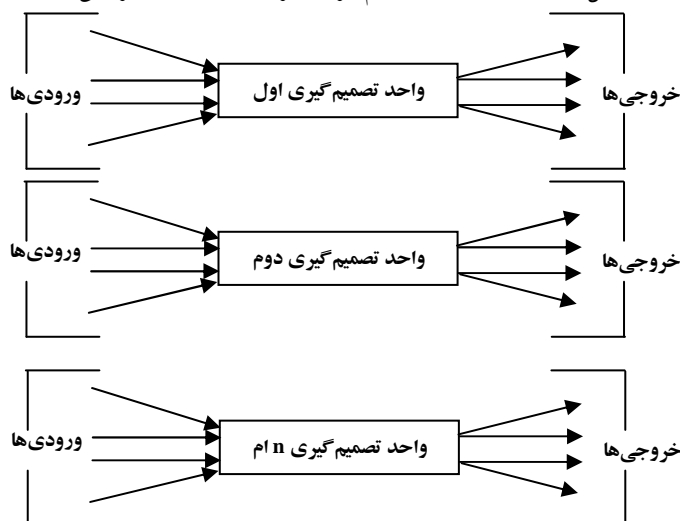 ورودی‌ها
واحد تصمیم‌گیری اول
خروجی‌ها
ورودی‌ها
واحد تصمیم‌گیری دوم
خروجی‌ها
ورودی‌ها
واحد تصمیم‌گیری n ام
خروجی‌ها